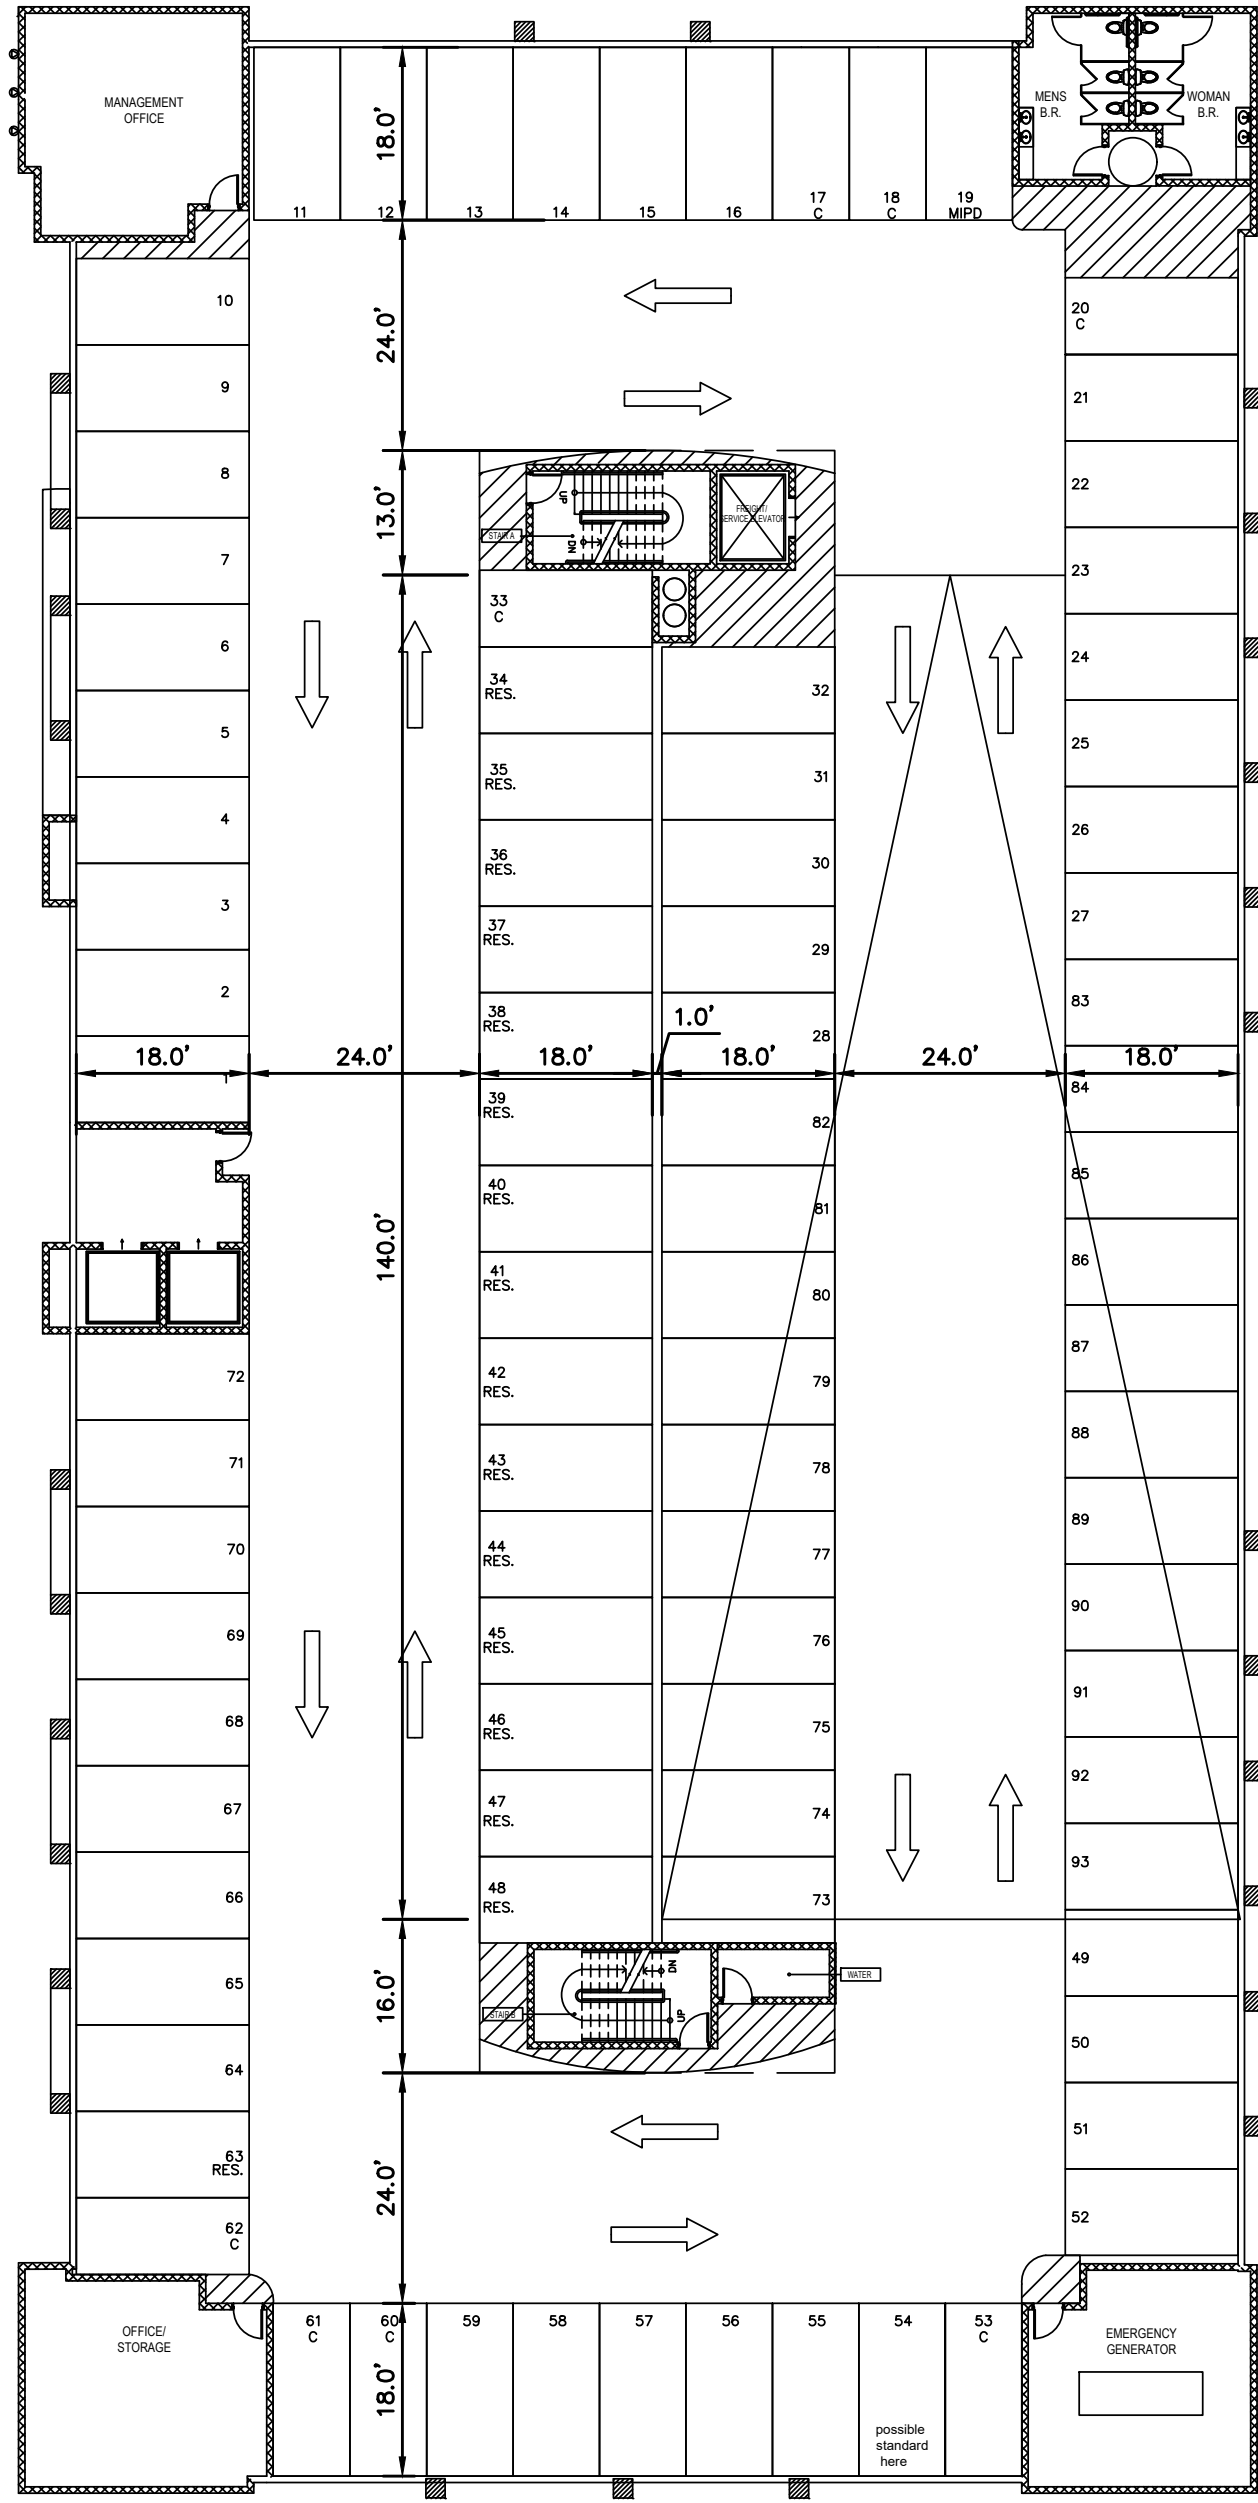 MANAGEMENT
OFFICE
MENS
B.R.
WOMAN
B.R.
18.0'
11
12
13
14
15
16
17
C
18
C
19
MIPD
10
9
8
7
6
5
4
3
2
1
24.0'
13.0'
20
C
21
22
23
24
25
26
27
83
84
85
86
87
88
89
90
91
92
93
49
50
51
52
UP
DN
STAIR A
FREIGHT/
SERVICE ELEVATOR
33
C
34
RES.
35
RES.
36
RES.
37
RES.
38
RES.
39
RES.
40
RES.
41
RES.
42
RES.
43
RES.
44
RES.
45
RES.
46
RES.
47
RES.
48
RES.
32
31
30
29
28
82
81
80
79
78
77
76
75
74
73
18.0'
24.0'
18.0'
1.0'
18.0'
24.0'
18.0'
140.0'
72
71
70
69
68
67
66
65
64
63
RES.
62
C
16.0'
DN
UP
STAIR B
WATER
24.0'
OFFICE/
STORAGE
61
C
60
C
59
58
57
56
55
54
53
C
18.0'
possible
standard
here
EMERGENCY
GENERATOR